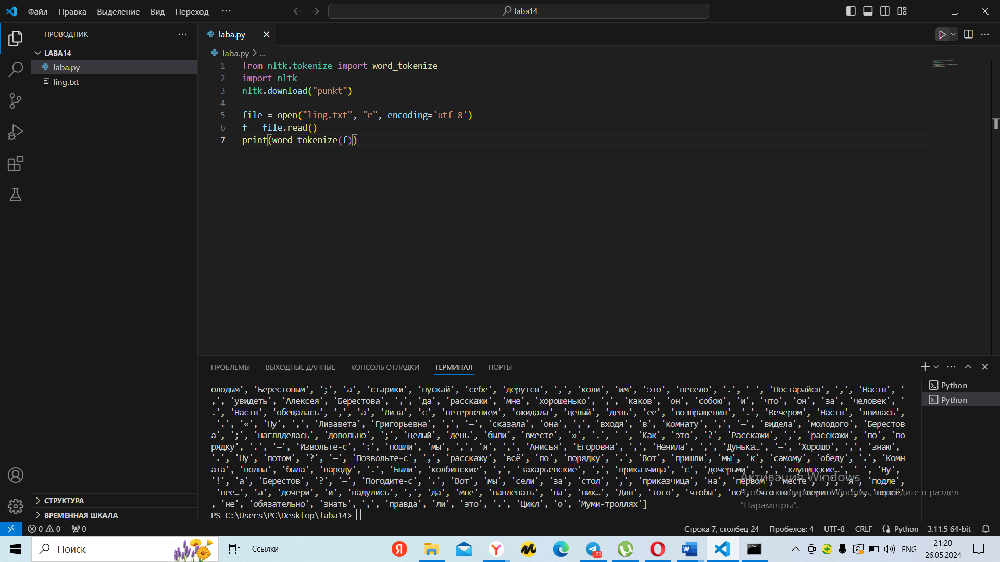 Файл Правка Выделение Вид Переход ··· laba14
ПРОВОДНИК ···
LABA14
laba.py
ling.txt
СТРУКТУРА
ВРЕМЕННАЯ ШКАЛА
laba.py
laba.py > ...
1 from nltk.tokenize import word_tokenize
2 import nltk
3 nltk.download("punkt")
4
5 file = open("ling.txt", "r", encoding='utf-8')
6 f = file.read()
7 print(word_tokenize(f))
ПРОБЛЕМЫ ВЫХОДНЫЕ ДАННЫЕ КОНСОЛЬ ОТЛАДКИ ТЕРМИНАЛ ПОРТЫ
олодым', 'Берестовым', ';', 'а', 'старики', 'пускай', 'себе', 'дерутся', ',', 'коли', 'им', 'это', 'весело', '.', '—', 'Постарайся', ',', 'Настя', '
,', 'увидеть', 'Алексея', 'Берестова', ',', 'да', 'расскажи', 'мне', 'хорошенько', ',', 'каков', 'он', 'собою', 'и', 'что', 'он', 'за', 'человек', '
.', 'Настя', 'обещалась', ',', 'а', 'Лиза', 'с', 'нетерпением', 'ожидала', 'целый', 'день', 'ее', 'возвращения', '.', 'Вечером', 'Настя', 'явилась',
'.', '«', 'Ну', ',', 'Лизавета', 'Григорьевна', ',', '—', 'сказала', 'она', ',', 'входя', 'в', 'комнату', ',', '—', 'видела', 'молодого', 'Берестов
а', ';', 'нагляделась', 'довольно', ';', 'целый', 'день', 'были', 'вместе', '»', '.', '—', 'Как', 'это', '?', 'Расскажи', ',', 'расскажи', 'по', 'по
рядку', '.', '—', 'Извольте-с', ':', 'пошли', 'мы', ',', 'я', ',', 'Анисья', 'Егоровна', ',', 'Ненила', ',', 'Дунька…', '—', 'Хорошо', ',', 'знаю',
'.', 'Ну', 'потом', '?', '—', 'Позвольте-с', ',', 'расскажу', 'всё', 'по', 'порядку', '.', 'Вот', 'пришли', 'мы', 'к', 'самому', 'обеду', '.', 'Комн
ата', 'полна', 'была', 'народу', '.', 'Были', 'колбинские', ',', 'захарьевские', ',', 'приказчица', 'с', 'дочерьми', ',', 'хлупинские…', '—', 'Ну',
'!', 'а', 'Берестов', '?', '—', 'Погодите-с', '.', 'Вот', 'мы', 'сели', 'за', 'стол', ',', 'приказчица', 'на', 'первом', 'месте', ',', 'я', 'подле',
'нее…', 'а', 'дочери', 'и', 'надулись', ',', 'да', 'мне', 'наплевать', 'на', 'них…', 'Для', 'того', 'чтобы', 'во', 'что-то', 'верить', ',', 'вовсе'
, 'не', 'обязательно', 'знать', ',', 'правда', 'ли', 'это', '.', 'Цикл', 'о', 'Муми-троллях']
PS C:\Users\PC\Desktop\laba14>
Python
Python
Активация Windows
Чтобы активировать Windows, перейдите в раздел
"Параметры".
0 0 0 Строка 7, столбец 24 Пробелов: 4 UTF-8 CRLF Python 3.11.5 64-bit
Поиск Ссылки Я Y ..73 ENG 21:20
26.05.2024